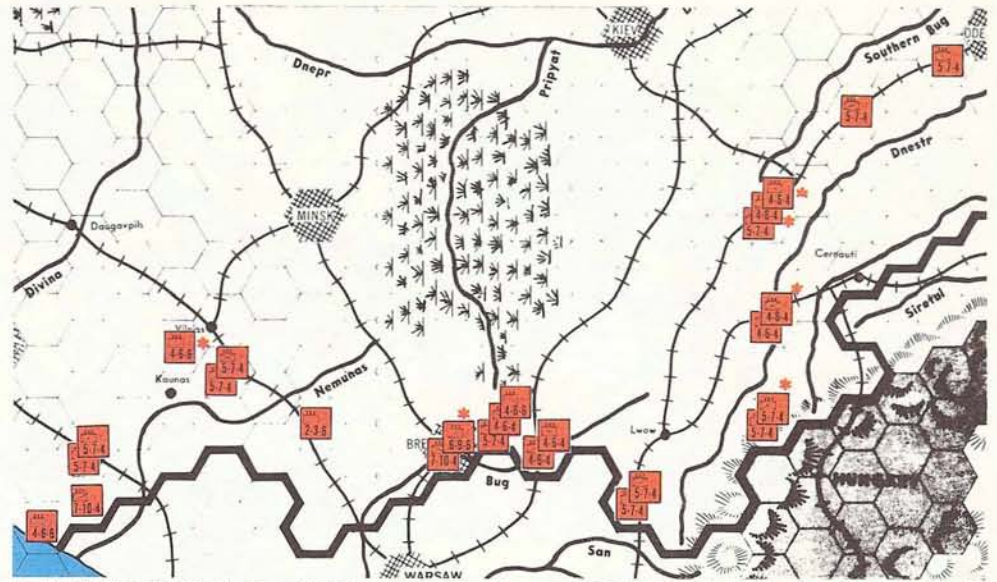 Dnepr
KIEV
Southern Bug
Pripyat
5-7-4
5-7-4
Dnestr
MINSK
4-6-4
4-6-4
5-7-4
Daugavpils
Cernauti
Divina
4-6-4
4-6-4
Siretul
Vilnias
4-6-6
5-7-4
5-7-4
Kaunas
Nemunas
4-6-6
5-7-4
5-7-4
2-3-6
4-6-4
5-7-4
6-9-6
7-10-4
4-6-4
4-6-4
Lwow
5-7-4
5-7-4
BRE
Bug
HUNGARY
7-10-4
5-7-4
5-7-4
4-6-6
San
WARSAW